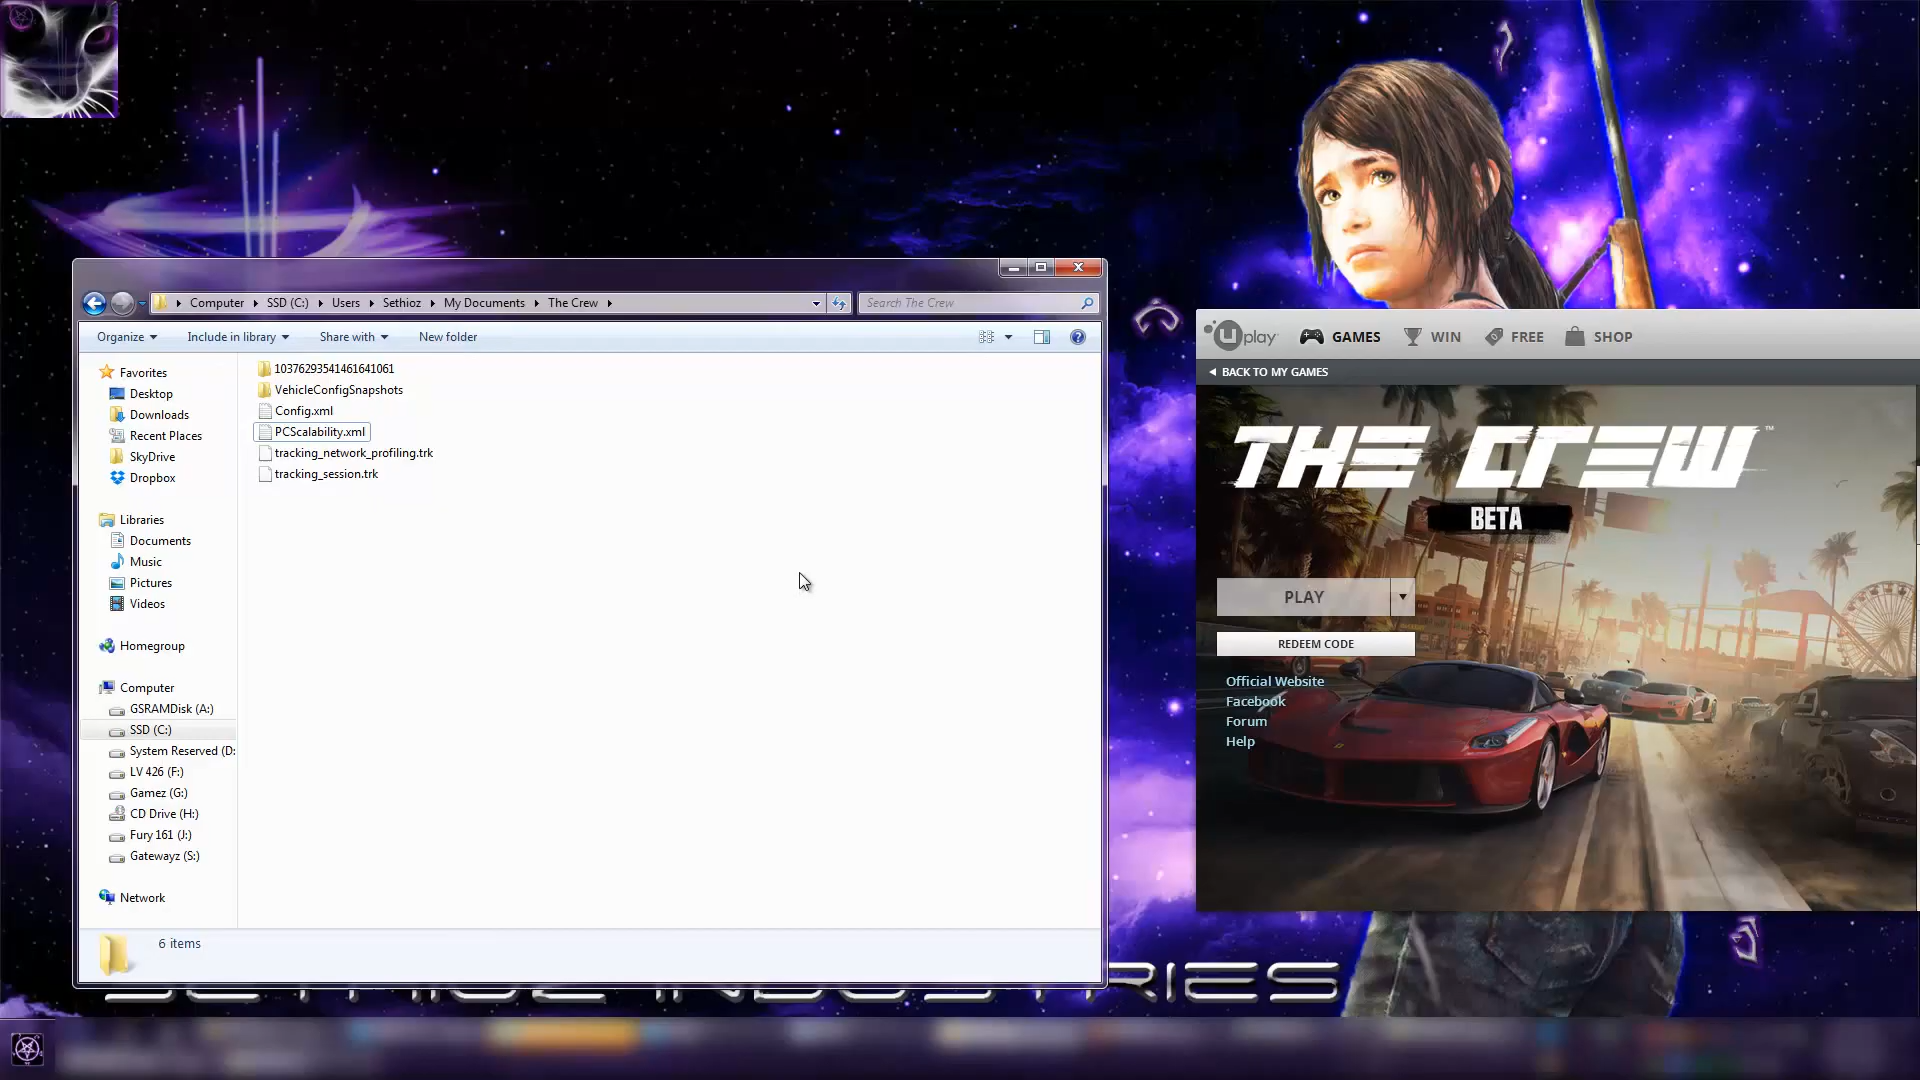 Computer
SSD (C:)
Users
Sethioz
My Documents
The Crew
Search The Crew
Organize
Include in library
Share with
New folder
Favorites
Desktop
Downloads
Recent Places
SkyDrive
Dropbox
Libraries
Documents
Music
Pictures
Videos
Homegroup
Computer
GSRAMDisk (A:)
SSD (C:)
System Reserved (D:
LV 426 (F:)
Gamez (G:)
CD Drive (H:)
Fury 161 (J:)
Gatewayz (S:)
Network
10376293541461641061
VehicleConfigSnapshots
Config.xml
PCScalability.xml
tracking_network_profiling.trk
tracking_session.trk
6 items
uplay
GAMES
WIN
FREE
SHOP
BACK TO MY GAMES
THE CREW™
BETA
PLAY
REDEEM CODE
Official Website
Facebook
Forum
Help